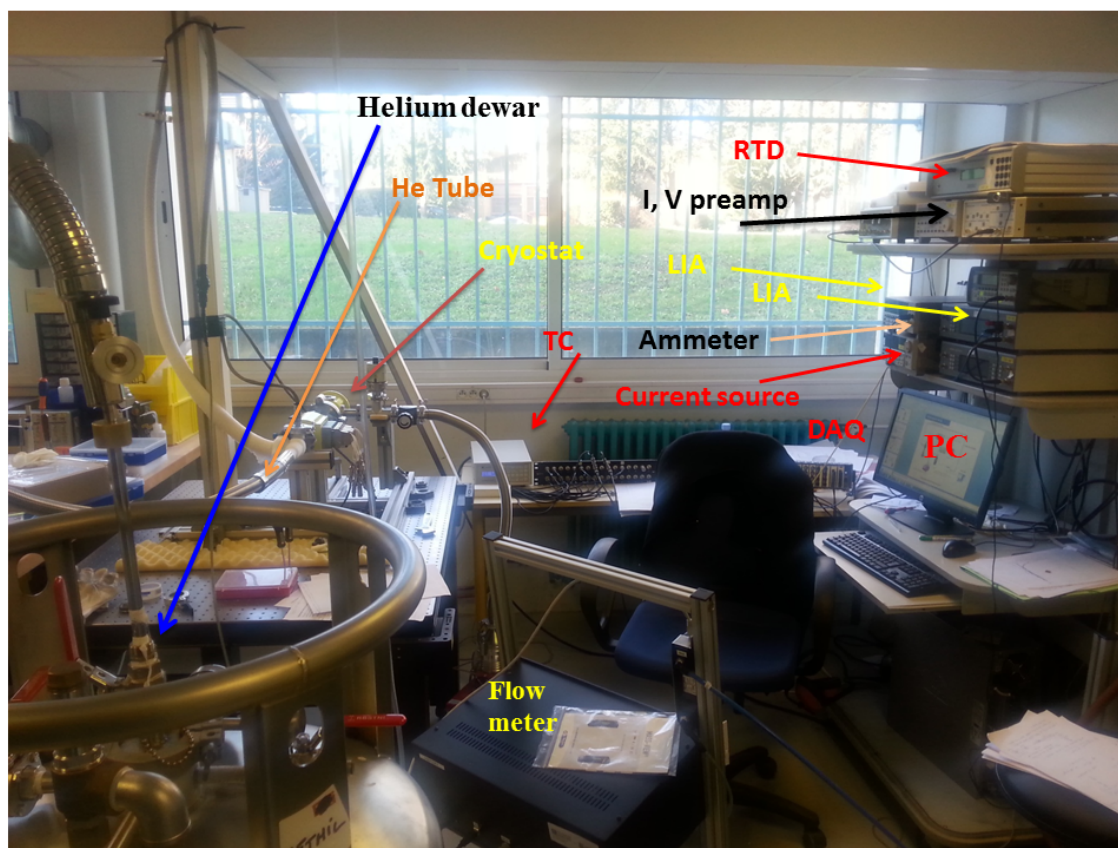 Helium dewar
RTD
He Tube
I, V preamp
Cryostat
LIA
LIA
TC
Ammeter
Current source
DAQ
PC
Flow
meter